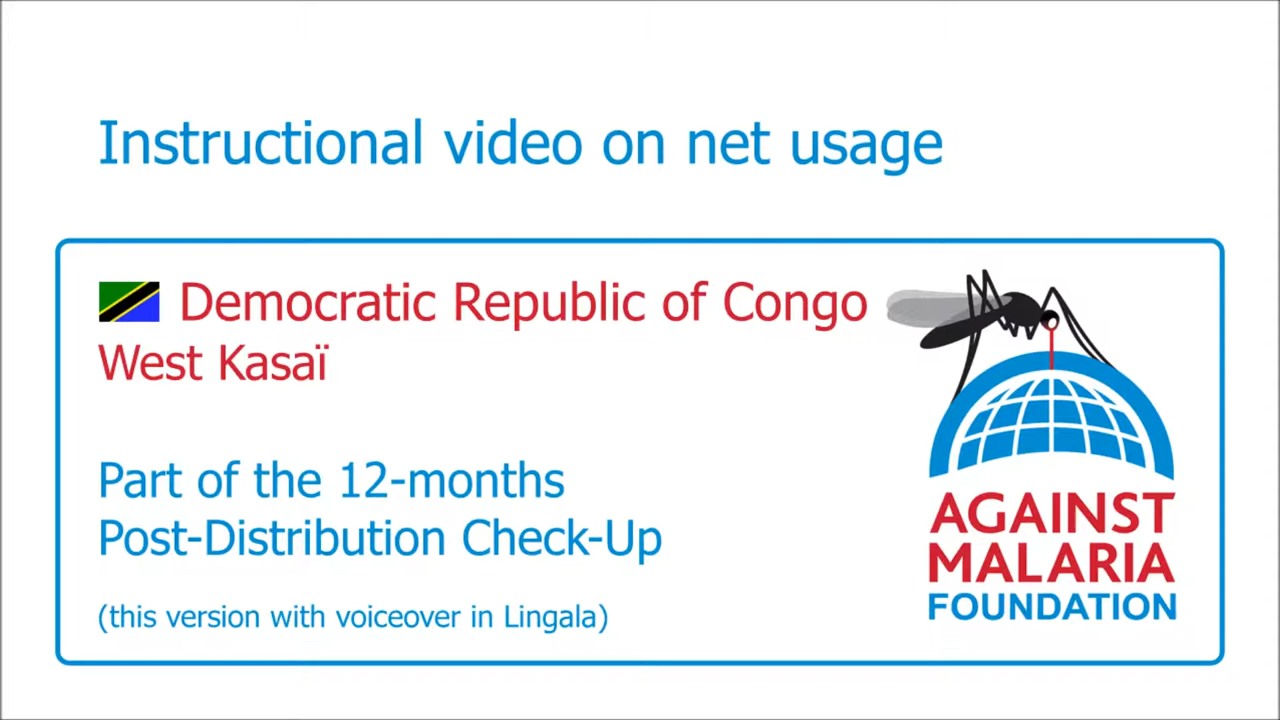 Instructional video on net usage
Democratic Republic of Congo
West Kasaï
Part of the 12-months
Post-Distribution Check-Up
(this version with voiceover in Lingala)
AGAINST
MALARIA
FOUNDATION